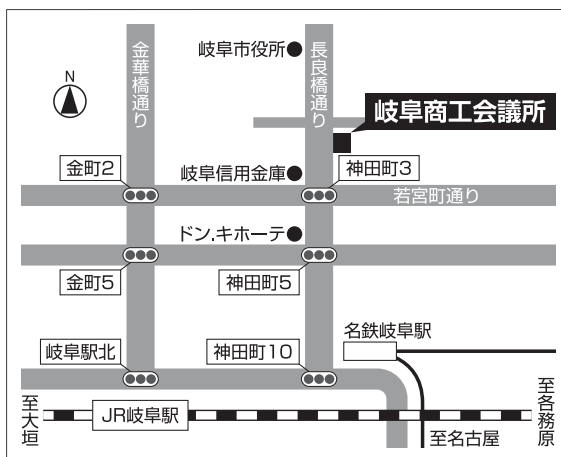 岐阜市役所
金華橋通り
長良橋通り
N
岐阜商工会議所
金町2
岐阜信用金庫
神田町3
若宮町通り
ドン.キホーテ
金町5
神田町5
名鉄岐阜駅
岐阜駅北
神田町10
至大垣
JR岐阜駅
至名古屋
至各務原